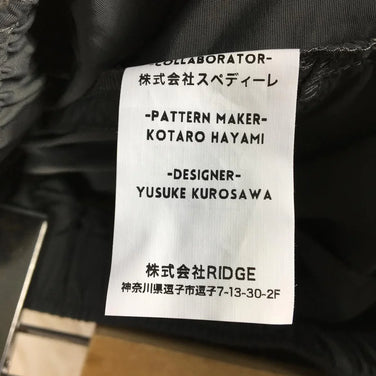 -COLLABORATOR-
株式会社スペディーレ
-PATTERN MAKER-
KOTARO HAYAMI
-DESIGNER-
YUSUKE KUROSAWA
株式会社RIDGE
神奈川県逗子市逗子7-13-30-2F